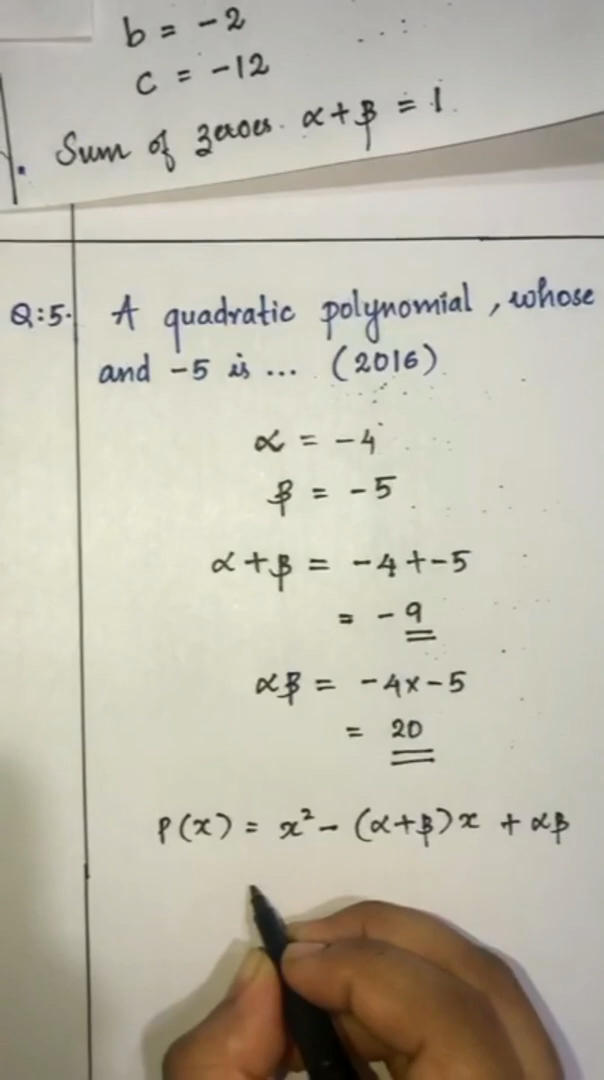 b = -2
c = -12
Sum of zeroes. α+β = 1
Q:5. A quadratic polynomial, whose
and -5 is ... (2016)
α = -4
β = -5
α+β = -4+-5
= -9
αβ = -4x-5
= 20
P(x) = x²- (α+β)x + αβ